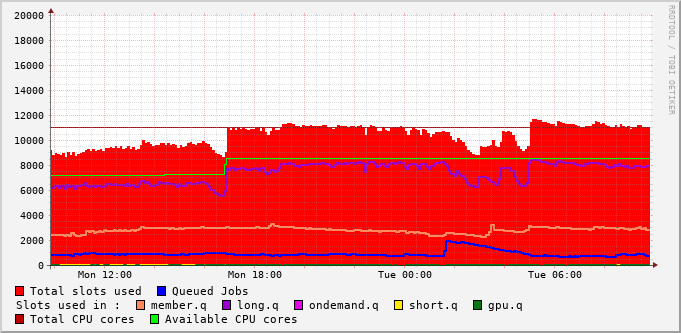 20000
18000
16000
14000
12000
10000
8000
6000
4000
2000
0
Mon 12:00 Mon 18:00 Tue 00:00 Tue 06:00
Total slots used Queued Jobs
Slots used in : member.q long.q ondemand.q short.q gpu.q
Total CPU cores Available CPU cores
RRDTOOL / TOBI OETIKER